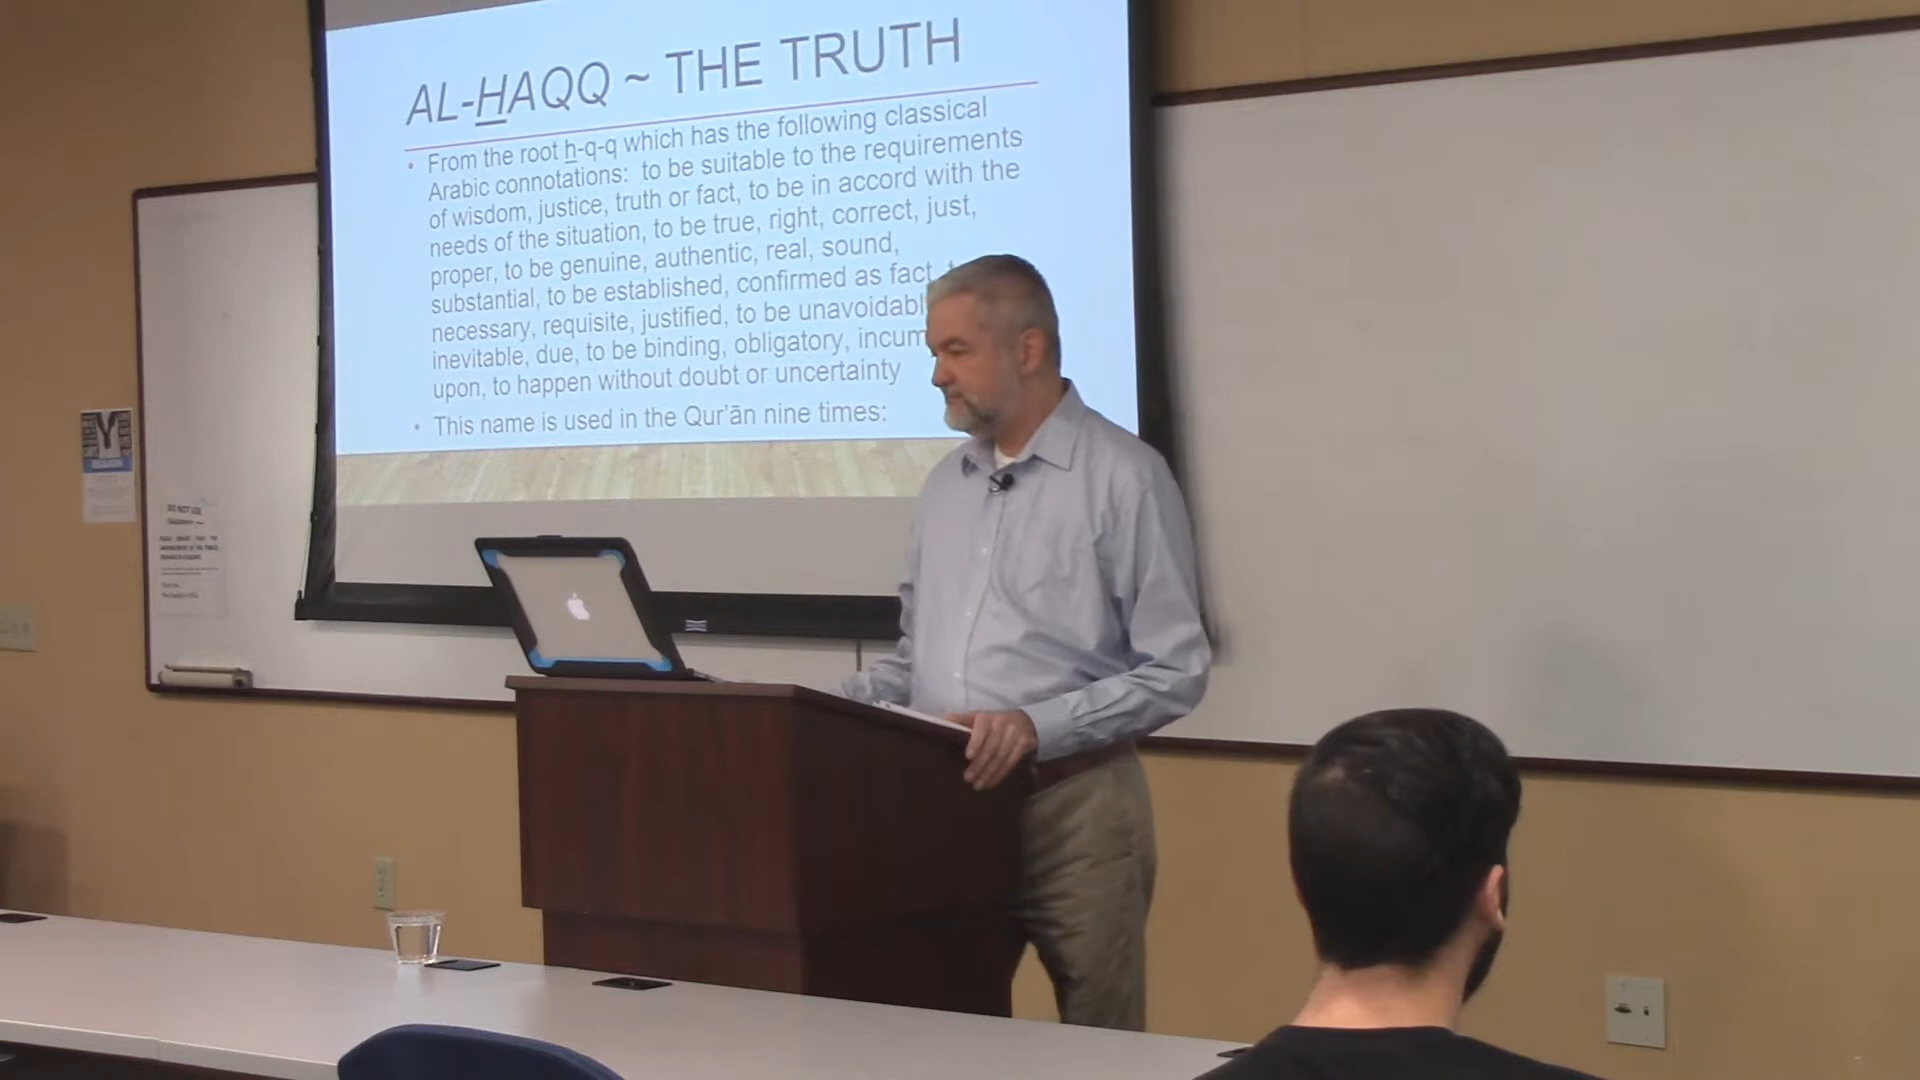 AL-HAQQ ~ THE TRUTH
• From the root h-q-q which has the following classical
Arabic connotations: to be suitable to the requirements
of wisdom, justice, truth or fact, to be in accord with the
needs of the situation, to be true, right, correct, just,
proper, to be genuine, authentic, real, sound,
substantial, to be established, confirmed as fact,
necessary, requisite, justified, to be
inevitable, due, to be binding, obligatory,
upon, to happen without doubt or uncertainty
• This name is used in the Qur'ān nine times:
DO NOT USE